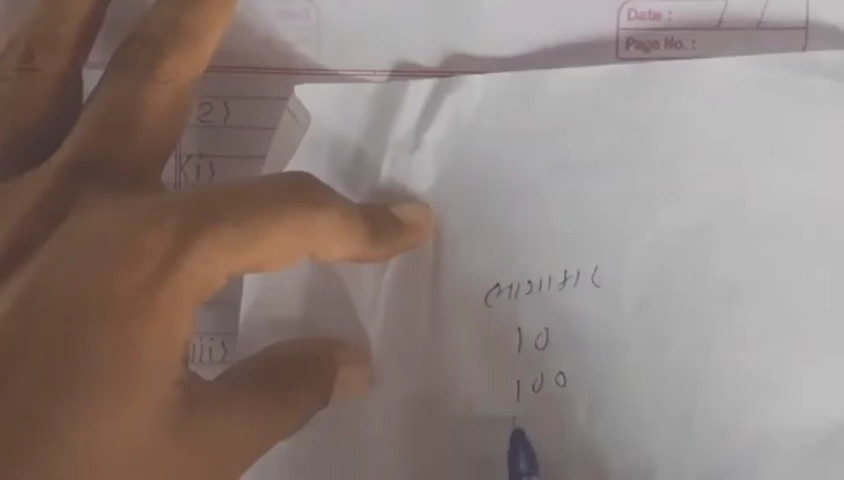 Date :
Page No. :
2)
(i)
iii)
10
100